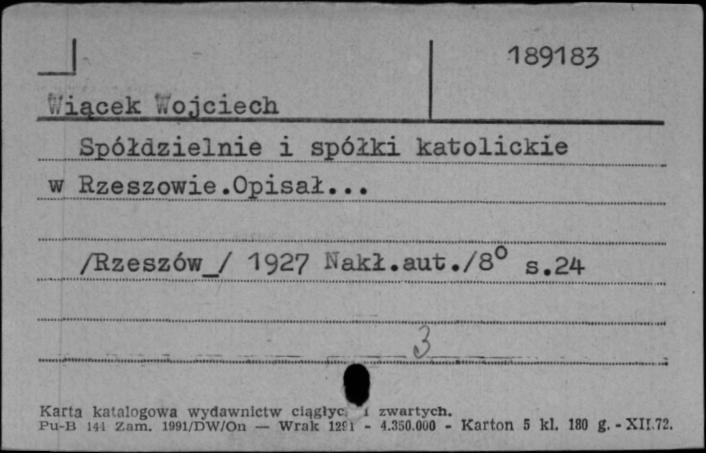 189183
Wiącek Wojciech
Spółdzielnie i spółki katolickie
w Rzeszowie.Opisał...
/Rzeszów_/ 1927 Nakł.aut./8° s.24
3
Karta katalogowa wydawnictw ciągłyc i zwartych.
Pu-B 144 Zam. 1991/DW/On — Wrak 1291 - 4.350.000 - Karton 5 kl. 180 g. - XII.72.